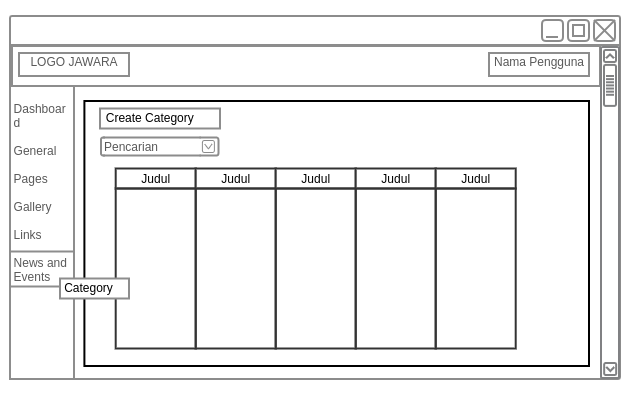 LOGO JAWARA
Nama Pengguna
Dashboar
d
General
Pages
Gallery
Links
News and
Events
Category
Create Category
Pencarian
Judul Judul Judul Judul Judul